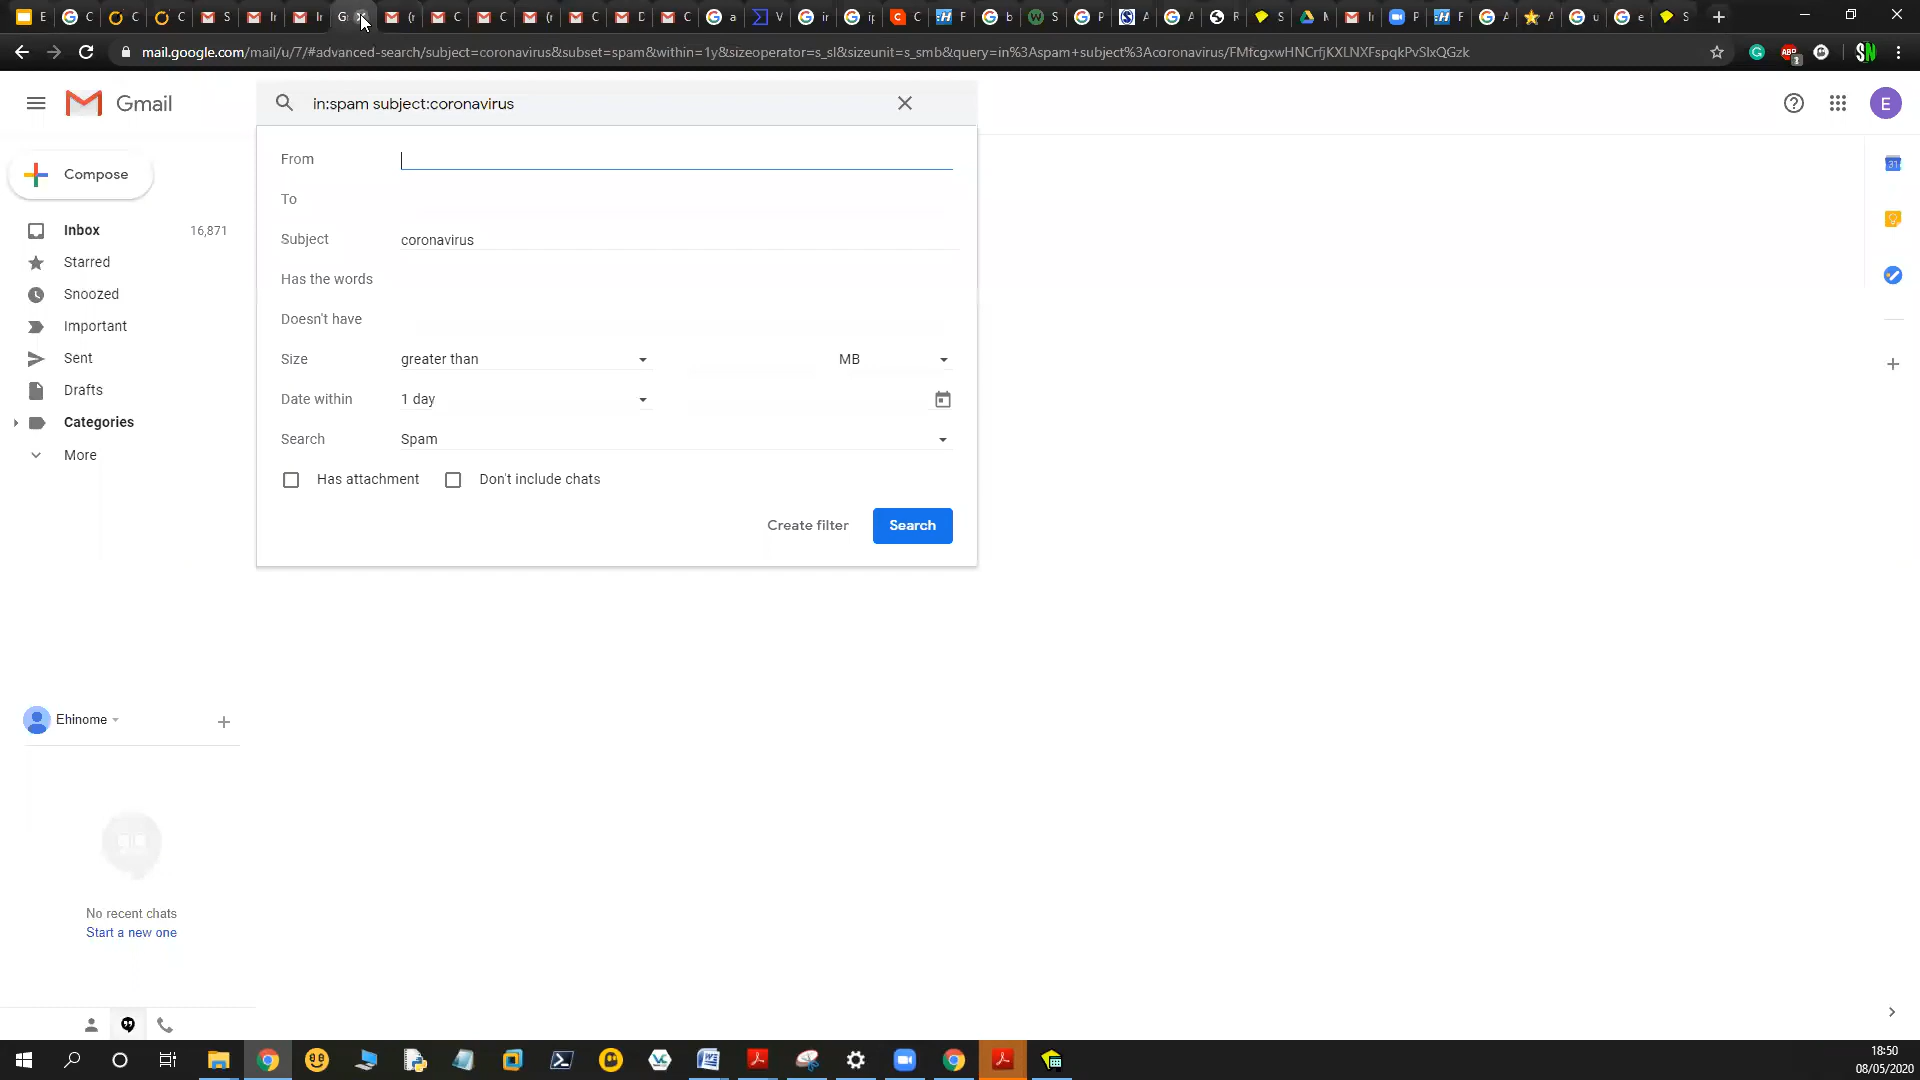 mail.google.com/mail/u/7/#advanced-search/subject=coronavirus&subset=spam&within=1y&sizeoperator=s_sl&sizeunit=s_smb&query=in%3Aspam+subject%3Acoronavirus/FMfcgxwHNCrfjKXLNXFspqkPvSlxQGzk
Gmail
in:spam subject:coronavirus
E
Compose
From
To
Subject coronavirus
Has the words
Doesn't have
Size greater than MB
Date within 1 day
Search Spam
Has attachment Don't include chats
Create filter Search
Inbox 16,871
Starred
Snoozed
Important
Sent
Drafts
Categories
More
Ehinome
No recent chats
Start a new one
18:50
08/05/2020